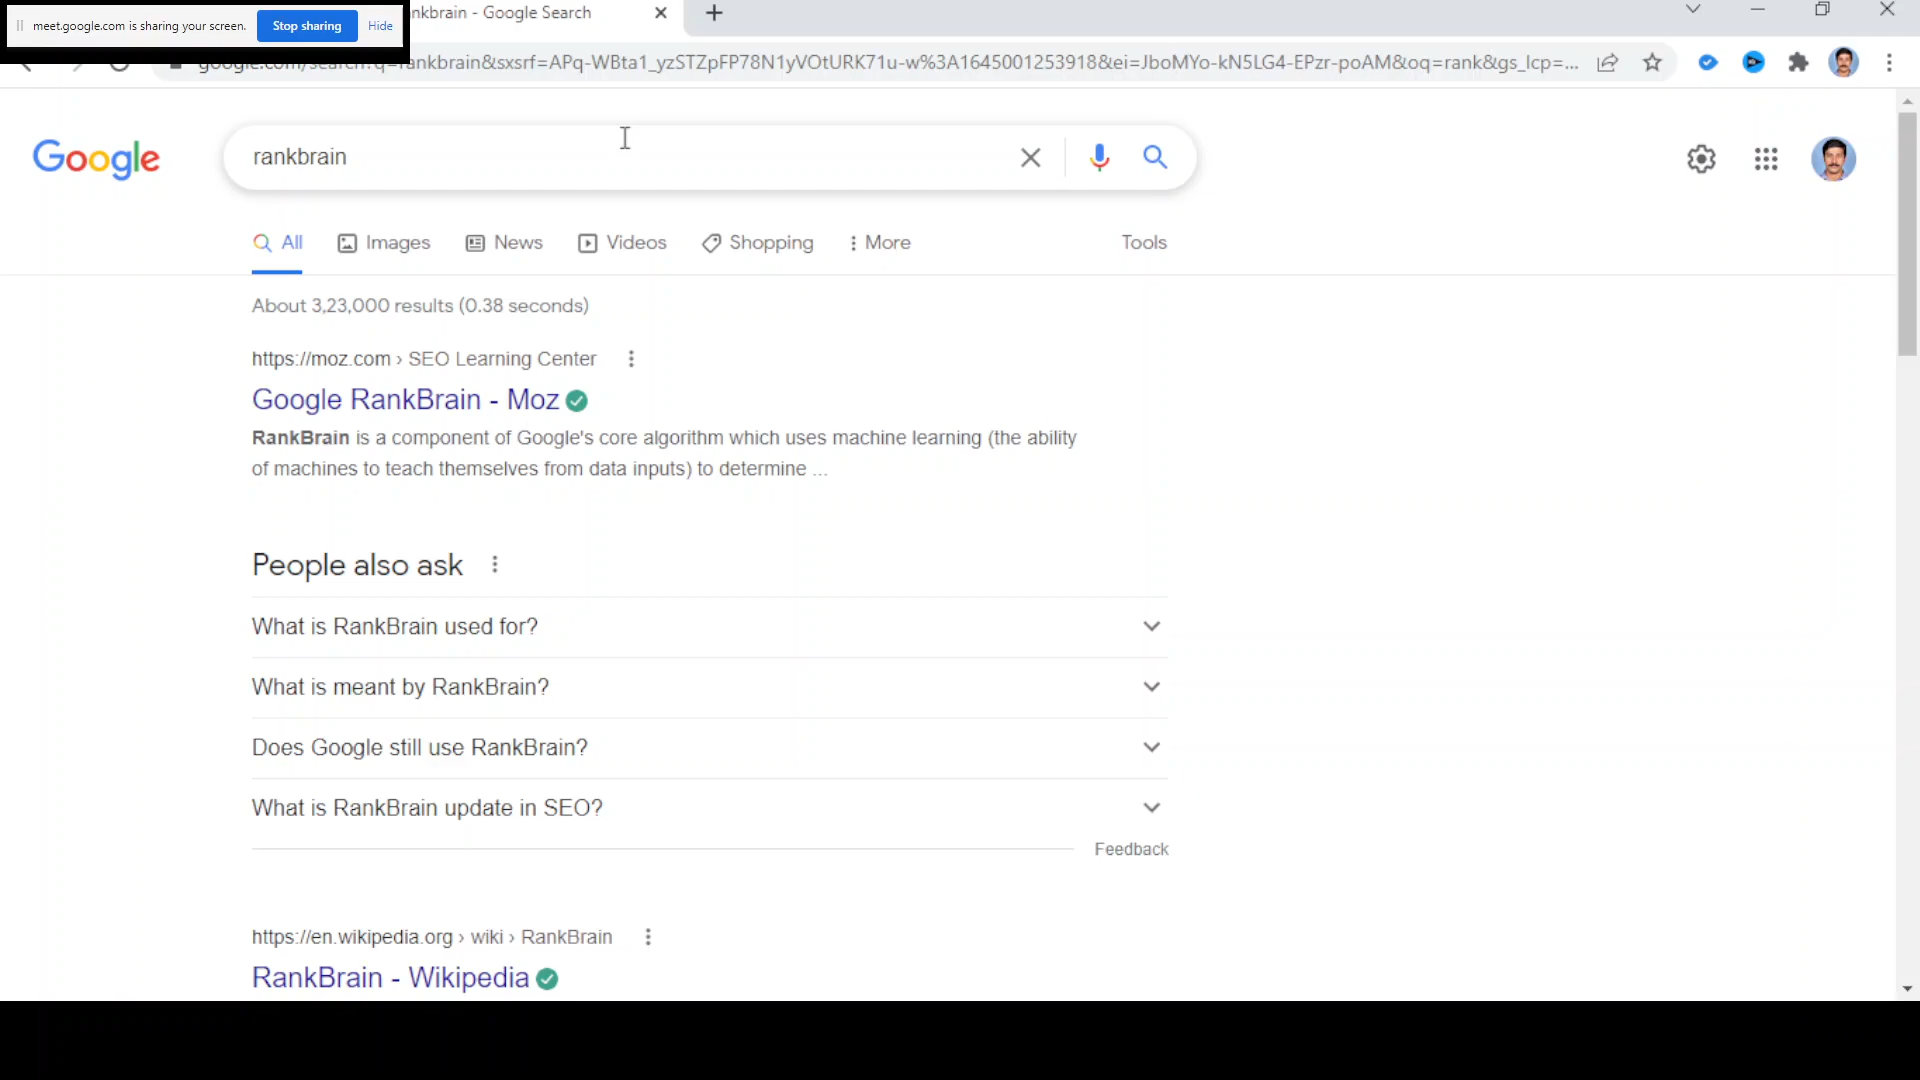 meet.google.com is sharing your screen. Stop sharing Hide
nkbrain - Google Search
google.com/search?q=rankbrain&sxsrf=APq-WBta1_yzSTZpFP78N1yVOtURK71u-w%3A1645001253918&ei=JboMYo-kN5LG4-EPzr-poAM&oq=rank&gs_lcp=...
Google
rankbrain
All Images News Videos Shopping More Tools
About 3,23,000 results (0.38 seconds)
https://moz.com › SEO Learning Center
Google RankBrain - Moz
RankBrain is a component of Google's core algorithm which uses machine learning (the ability
of machines to teach themselves from data inputs) to determine ...
People also ask
What is RankBrain used for?
What is meant by RankBrain?
Does Google still use RankBrain?
What is RankBrain update in SEO?
Feedback
https://en.wikipedia.org › wiki › RankBrain
RankBrain - Wikipedia